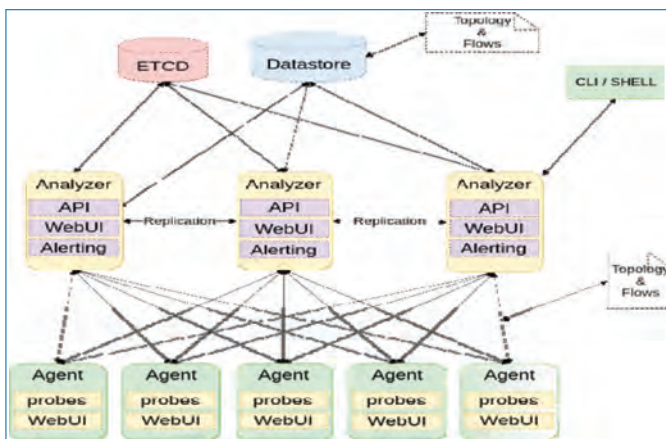 Topology
&
Flows
ETCD
Datastore
CLI / SHELL
Analyzer
API
WebUI
Alerting
Replication
Analyzer
API
WebUI
Alerting
Replication
Analyzer
API
WebUI
Alerting
Topology
&
Flows
Agent
probes
WebUI
Agent
probes
WebUI
Agent
probes
WebUI
Agent
probes
WebUI
Agent
probes
WebUI